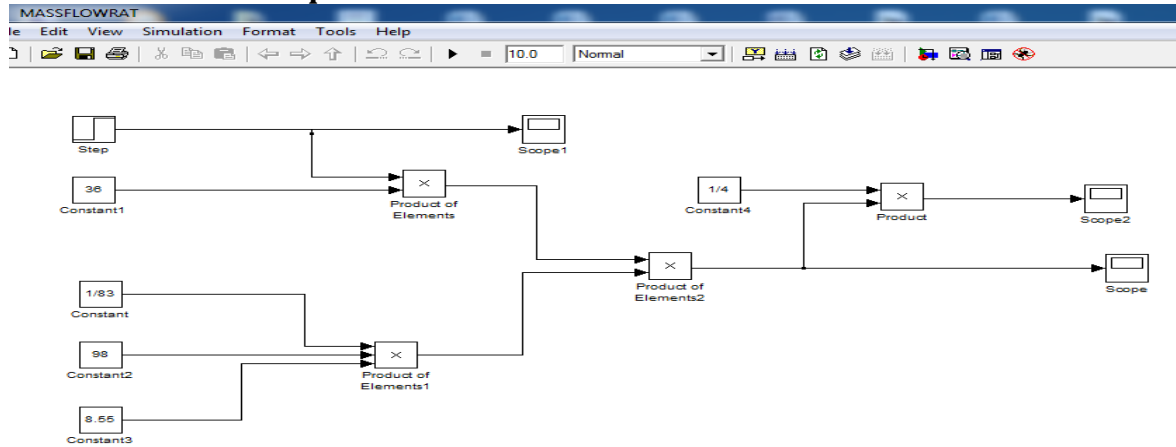 MASSFLOWRAT
le Edit View Simulation Format Tools Help
10.0 Normal
Step
Scope1
36
Constant1
Product of
Elements
1/4
Constant4
Product
Scope2
1/83
Constant
Product of
Elements2
Scope
98
Constant2
Product of
Elements1
8.55
Constant3